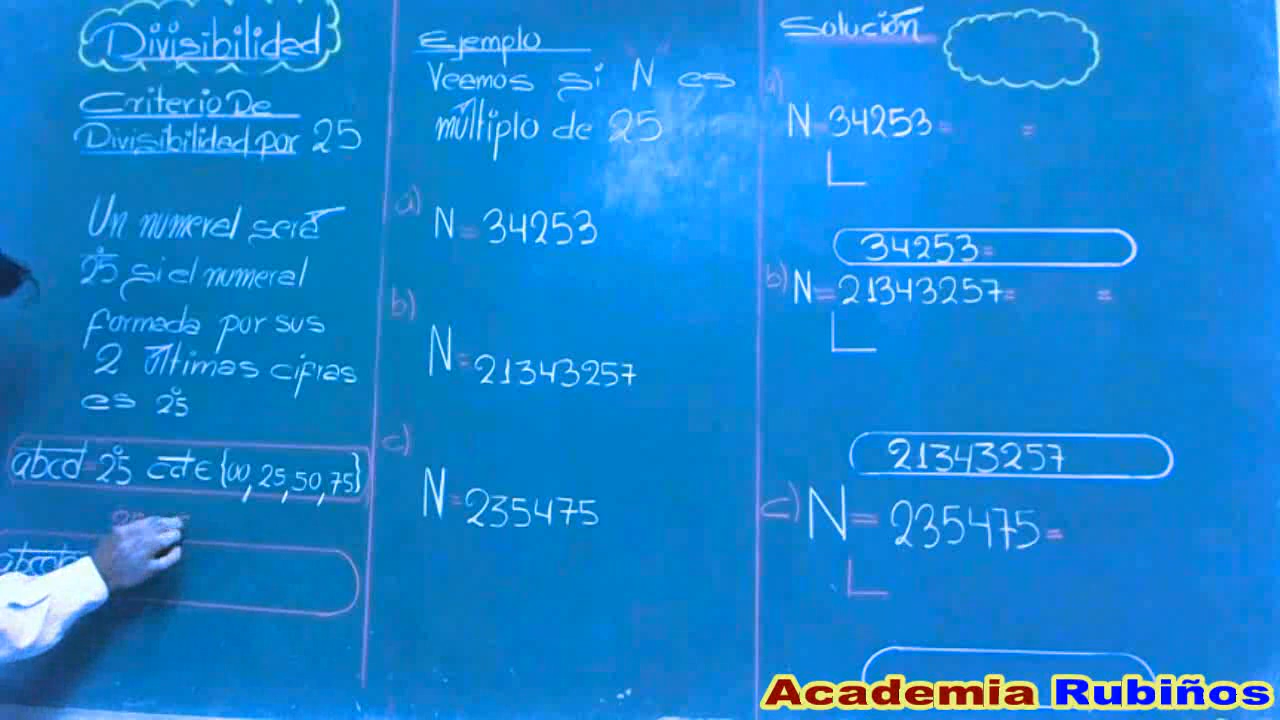 Divisibilidad
Criterio De
Divisibilidad por 25
Un numeral será
25° si el numeral
formada por sus
2 últimas cifras
es 25°
abcd = 25° cd ∈ {00, 25, 50, 75}
Ejemplo
Veamos si N es
múltiplo de 25
a)
N = 34253
b)
N = 21343257
c)
N = 235475
Solución
a)
N 34253 = =
34253 =
b) N = 21343257 = =
21343257
c) N = 235475 =
Academia Rubiños